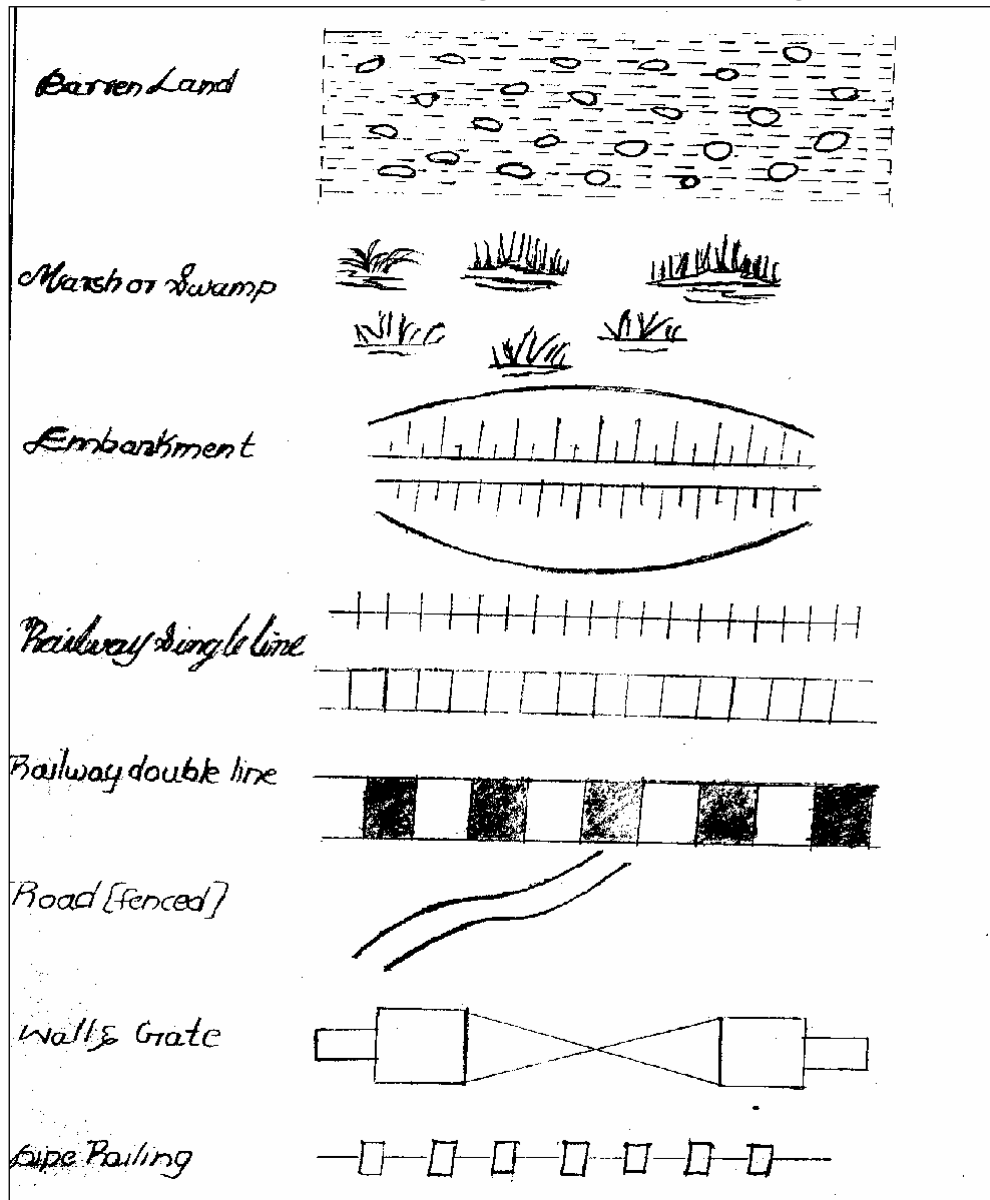 Barren Land
Marsh or Swamp
Embankment
Railway Single line
Railway double line
Road [fenced]
Wall & Gate
pipe Railing